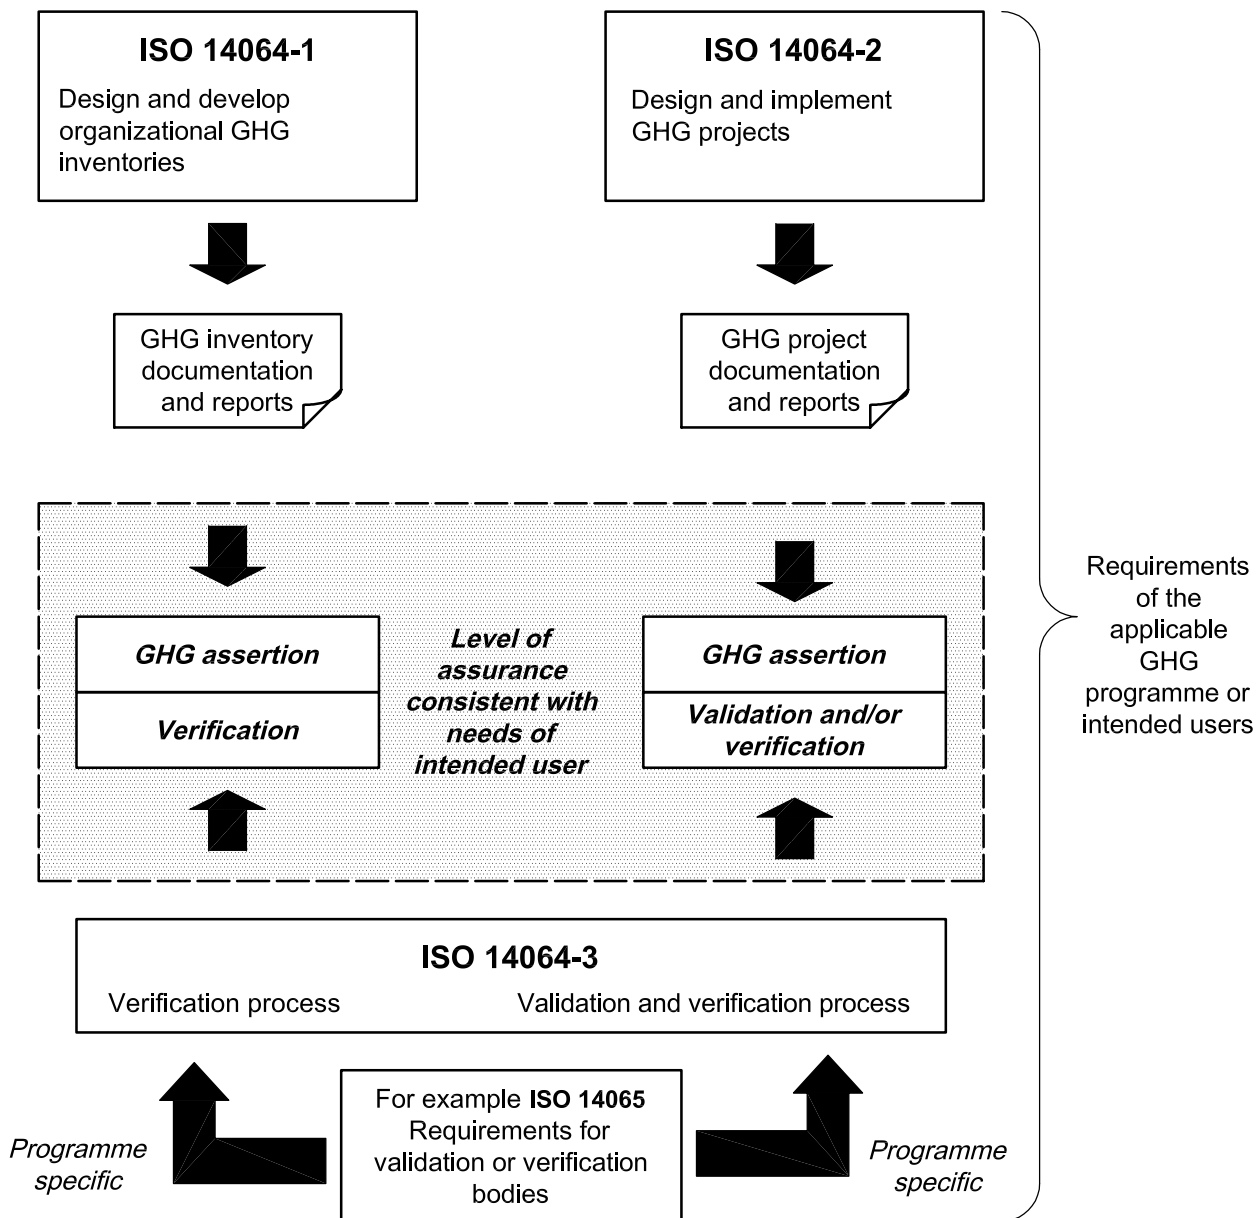 ISO 14064-1
Design and develop
organizational GHG
inventories
ISO 14064-2
Design and implement
GHG projects
GHG inventory
documentation
and reports
GHG project
documentation
and reports
GHG assertion
Verification
Level of
assurance
consistent with
needs of
intended user
GHG assertion
Validation and/or
verification
Requirements
of the
applicable
GHG
programme or
intended users
ISO 14064-3
Verification process
Validation and verification process
Programme
specific
For example ISO 14065
Requirements for
validation or verification
bodies
Programme
specific